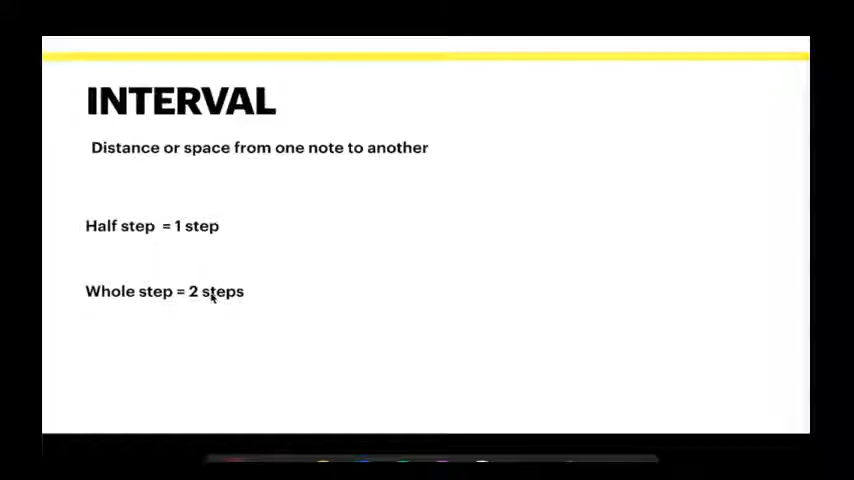 INTERVAL
Distance or space from one note to another
Half step = 1 step
Whole step = 2 steps